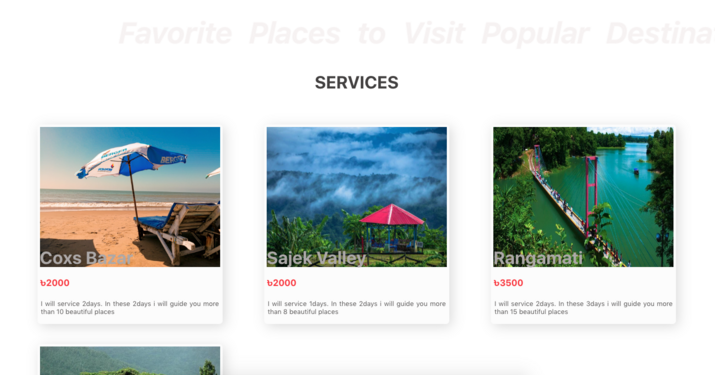 Favorite Places to Visit Popular
SERVICES
Coxs Bazar
৳2000
I will service 2days. In these 2days i will guide you more
than 10 beautiful places
Sajek Valley
৳2000
I will service 1days. In these 2days i will guide you more
than 8 beautiful places
Rangamati
৳3500
I will service 2days. In these 3days i will guide you more
than 15 beautiful places